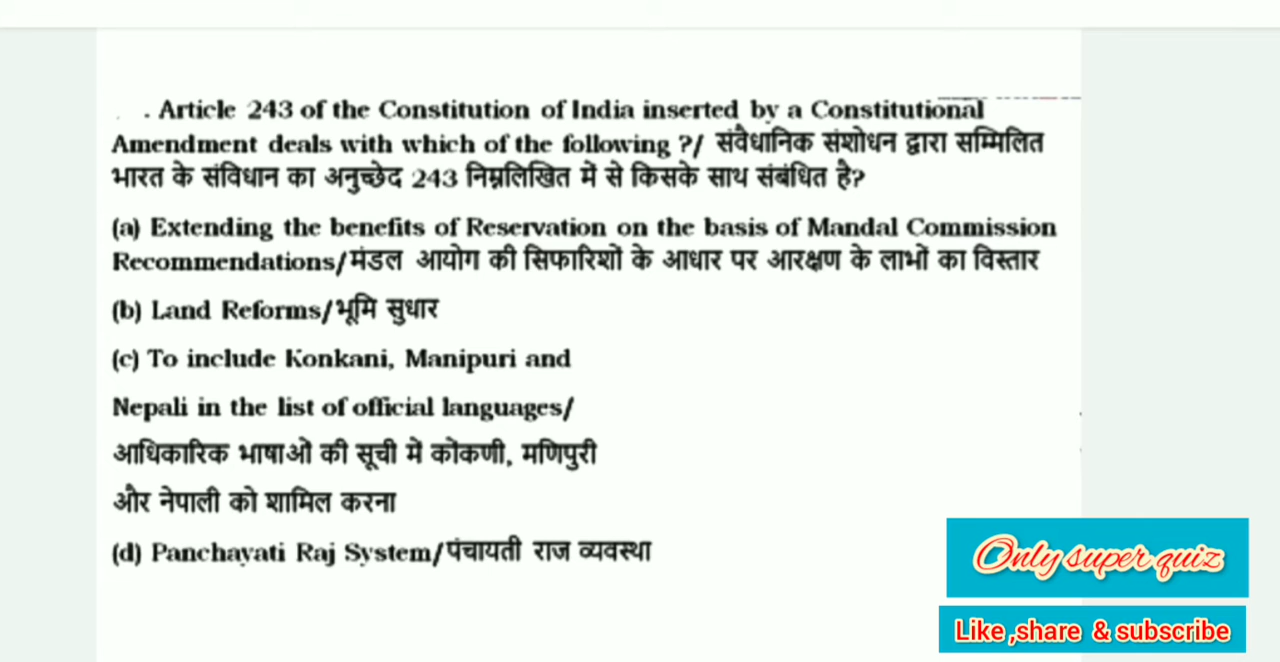 . Article 243 of the Constitution of India inserted by a Constitutional
Amendment deals with which of the following ?/ संवैधानिक संशोधन द्वारा सम्मिलित
भारत के संविधान का अनुच्छेद 243 निम्नलिखित में से किसके साथ संबंधित है?
(a) Extending the benefits of Reservation on the basis of Mandal Commission
Recommendations/मंडल आयोग की सिफारिशों के आधार पर आरक्षण के लाभों का विस्तार
(b) Land Reforms/भूमि सुधार
(c) To include Konkani, Manipuri and
Nepali in the list of official languages/
आधिकारिक भाषाओं की सूची में कोंकणी, मणिपुरी
और नेपाली को शामिल करना
(d) Panchayati Raj System/पंचायती राज व्यवस्था
Only super quiz
Like ,share & subscribe